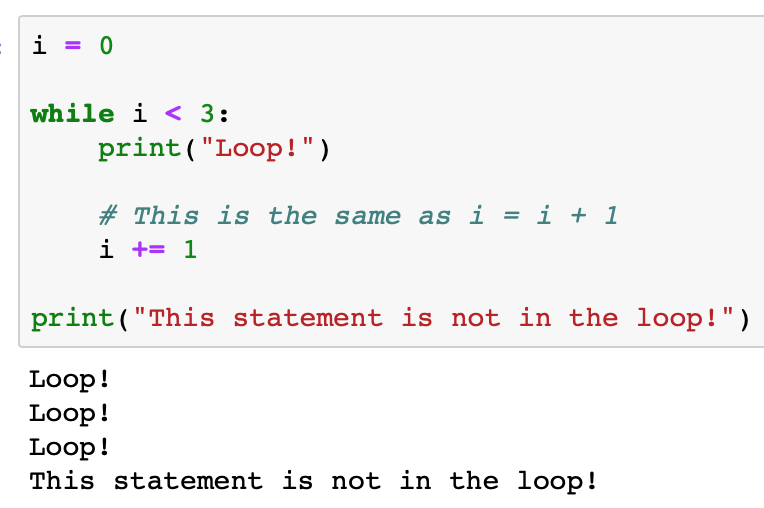 i = 0
while i < 3:
    print("Loop!")
    # This is the same as i = i + 1
    i += 1
print("This statement is not in the loop!")
Loop!
Loop!
Loop!
This statement is not in the loop!